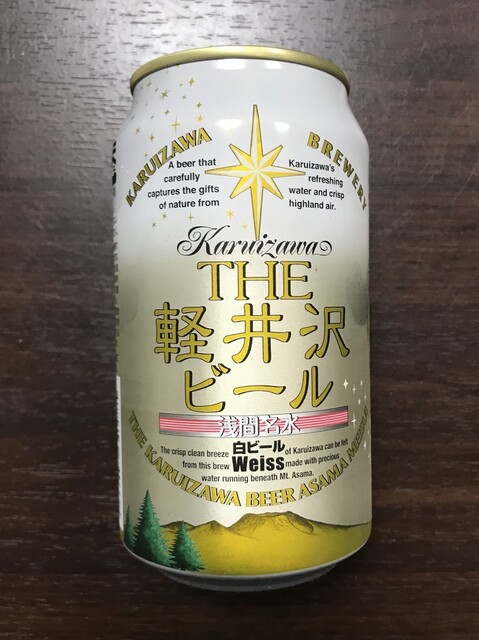 KARUIZAWA BREWERY
A beer that
carefully
captures the gifts
of nature from
Karuizawa's
refreshing
water and crisp
highland air.
Karuizawa
THE
軽井沢
ビール
浅間名水
白ビール
The crisp clean breeze Weiss of Karuizawa can be felt
from this brew made with precious
water running beneath Mt. Asama.
THE KARUIZAWA BEER ASAMA MEISUI